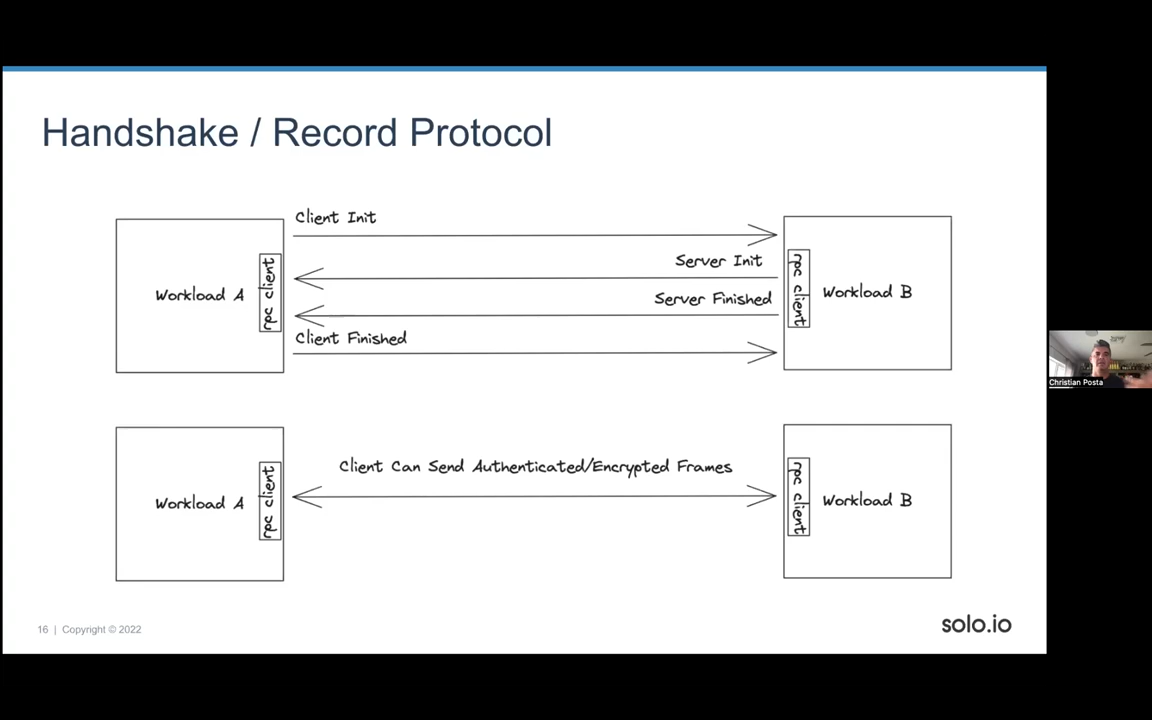 Handshake / Record Protocol
Client Init
Server Init
Server Finished
Client Finished
Workload A
rpc client
rpc client
Workload B
Client Can Send Authenticated/Encrypted Frames
Workload A
rpc client
rpc client
Workload B
16 | Copyright © 2022
solo.io
Christian Posta